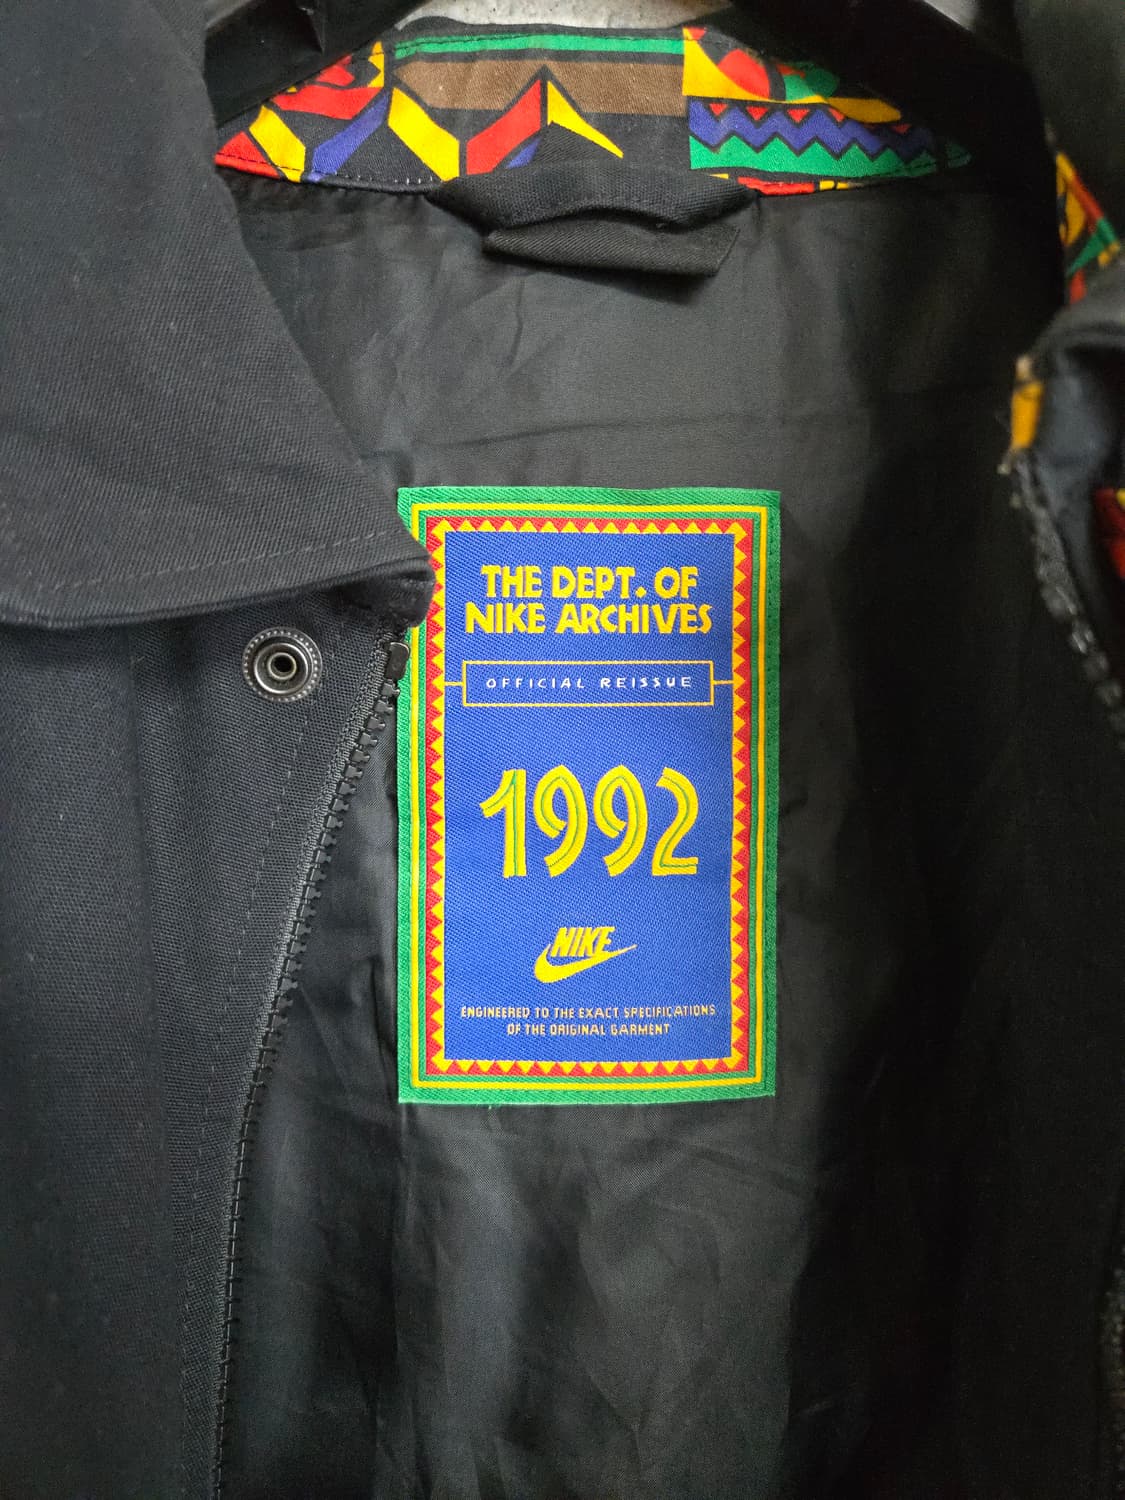 THE DEPT. OF
NIKE ARCHIVES
OFFICIAL REISSUE
1992
NIKE
ENGINEERED TO THE EXACT SPECIFICATIONS
OF THE ORIGINAL GARMENT